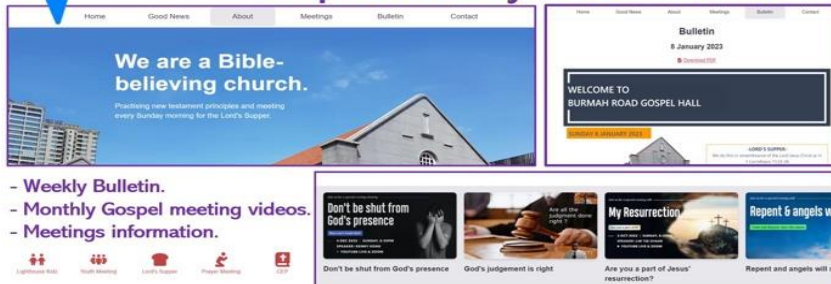 Home Good News About Meetings Bulletin Contact
We are a Bible-
believing church.
Practising new testament principles and meeting
every Sunday morning for the Lord's Supper.
Home Good News About Meetings Bulletin Contact
Bulletin
8 January 2023
Download PDF
WELCOME TO
BURMAH ROAD GOSPEL HALL
SUNDAY 8 JANUARY 2023
-LORD'S SUPPER-
- Weekly Bulletin.
- Monthly Gospel meeting videos.
- Meetings information.
Lighthouse Kids Youth Meeting Lord's Supper Prayer Meeting CEP
Don't be shut from
God's presence
Are all the
judgment done
right ?
My Resurrection
Repent & angels w
Don't be shut from God's presence
God's judgement is right
Are you a part of Jesus'
resurrection?
Repent and angels will